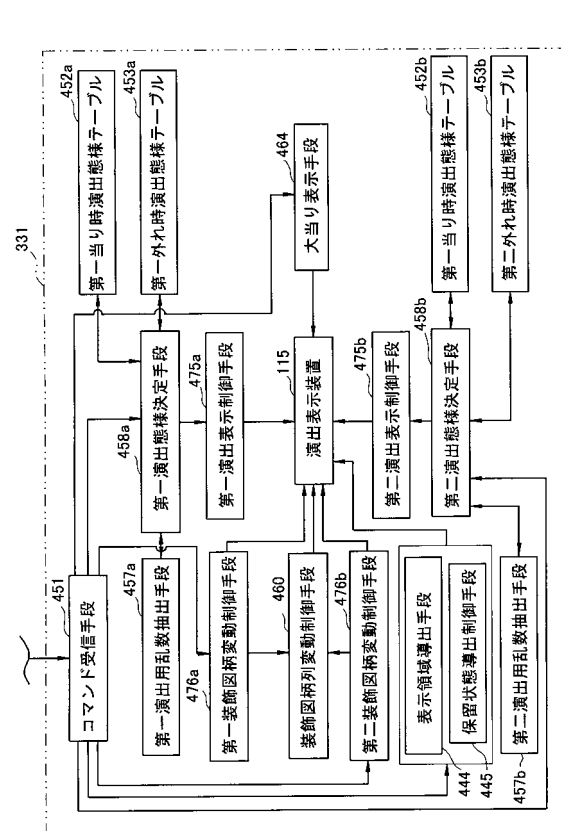 331
451
コマンド受信手段
457a
第一演出用乱数抽出手段
476a
第一装飾図柄変動制御手段
460
装飾図柄列変動制御手段
476b
第二装飾図柄変動制御手段
表示領域導出手段
444
保留状態導出制御手段
445
457b
第二演出用乱数抽出手段
458a
第一演出態様決定手段
475a
第一演出表示制御手段
115
演出表示装置
475b
第二演出表示制御手段
458b
第二演出態様決定手段
464
大当り表示手段
452a
第一当り時演出態様テーブル
453a
第一外れ時演出態様テーブル
452b
第一当り時演出態様テーブル
453b
第二外れ時演出態様テーブル